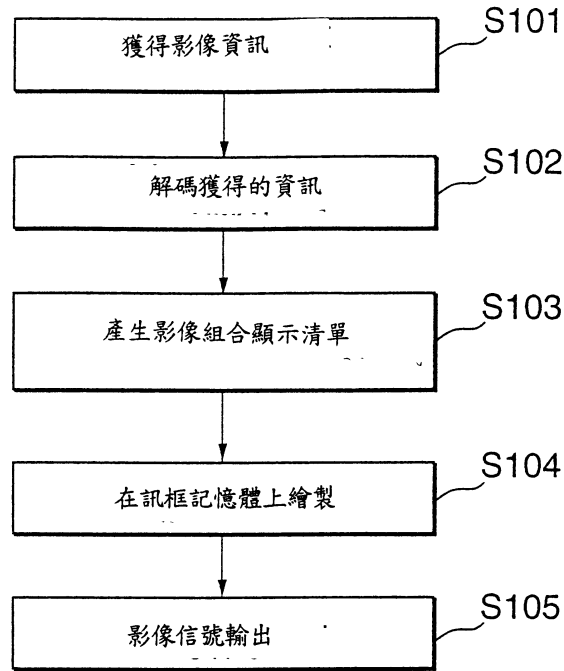 S101
獲得影像資訊
S102
解碼獲得的資訊
S103
產生影像組合顯示清單
S104
在訊框記憶體上繪製
S105
影像信號輸出